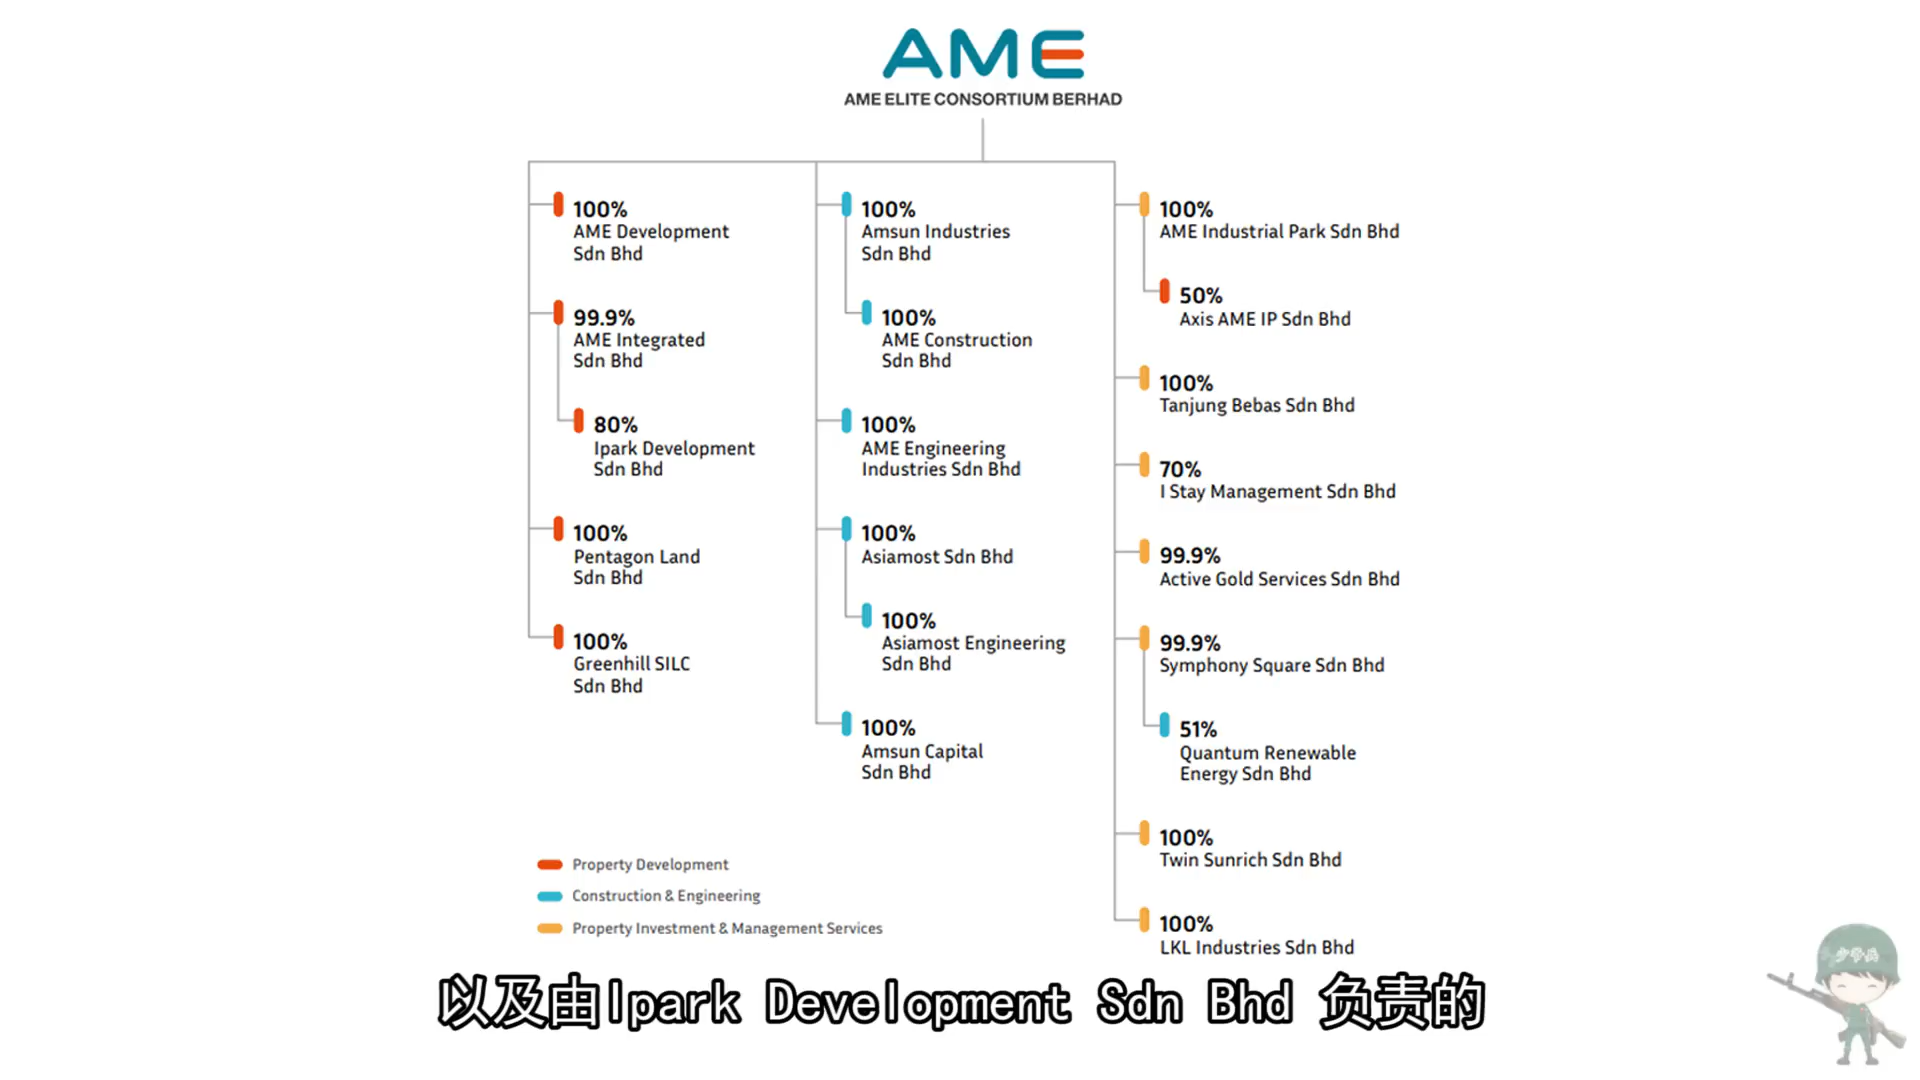 AME
AME ELITE CONSORTIUM BERHAD
100%
AME Development
Sdn Bhd
99.9%
AME Integrated
Sdn Bhd
80%
Ipark Development
Sdn Bhd
100%
Pentagon Land
Sdn Bhd
100%
Greenhill SILC
Sdn Bhd
100%
Amsun Industries
Sdn Bhd
100%
AME Construction
Sdn Bhd
100%
AME Engineering
Industries Sdn Bhd
100%
Asiamost Sdn Bhd
100%
Asiamost Engineering
Sdn Bhd
100%
Amsun Capital
Sdn Bhd
100%
AME Industrial Park Sdn Bhd
50%
Axis AME IP Sdn Bhd
100%
Tanjung Bebas Sdn Bhd
70%
I Stay Management Sdn Bhd
99.9%
Active Gold Services Sdn Bhd
99.9%
Symphony Square Sdn Bhd
51%
Quantum Renewable
Energy Sdn Bhd
100%
Twin Sunrich Sdn Bhd
100%
LKL Industries Sdn Bhd
Property Development
Construction & Engineering
Property Investment & Management Services
以及由Ipark Development Sdn Bhd 负责的